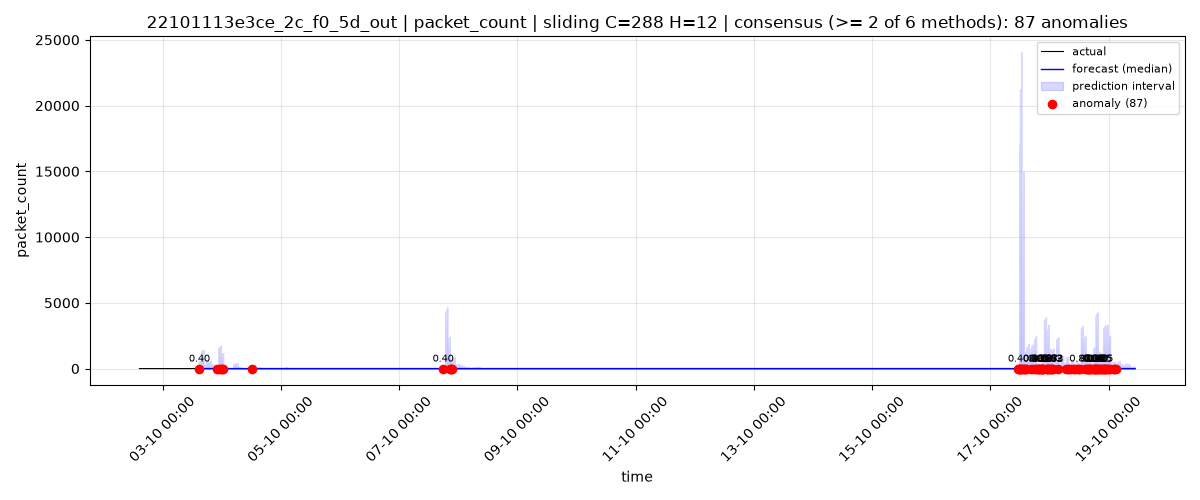 22101113e3ce_2c_f0_5d_out | packet_count | sliding C=288 H=12 | consensus (>= 2 of 6 methods): 87 anomalies
25000
20000
15000
10000
5000
0
packet_count
actual
forecast (median)
prediction interval
anomaly (87)
0.40
0.40
0.40
03-10 00:00
05-10 00:00
07-10 00:00
09-10 00:00
11-10 00:00
13-10 00:00
15-10 00:00
17-10 00:00
19-10 00:00
time